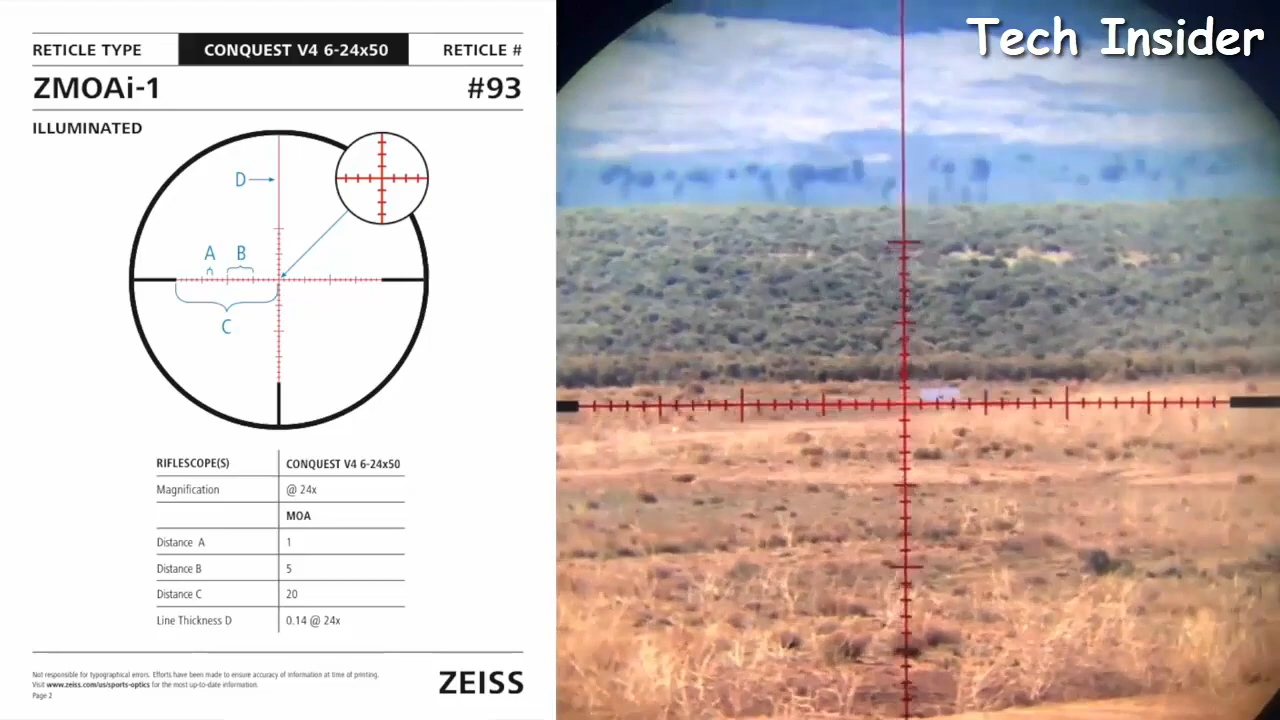 RETICLE TYPE CONQUEST V4 6-24x50 RETICLE #
ZMOAi-1 #93
ILLUMINATED
D
A B
C
RIFLESCOPE(S) CONQUEST V4 6-24x50
Magnification @ 24x
MOA
Distance A 1
Distance B 5
Distance C 20
Line Thickness D 0.14 @ 24x
Not responsible for typographical errors. Efforts have been made to ensure accuracy of information at time of printing.
Visit www.zeiss.com/us/sports-optics for the most up-to-date information.
Page 2
ZEISS
Tech Insider